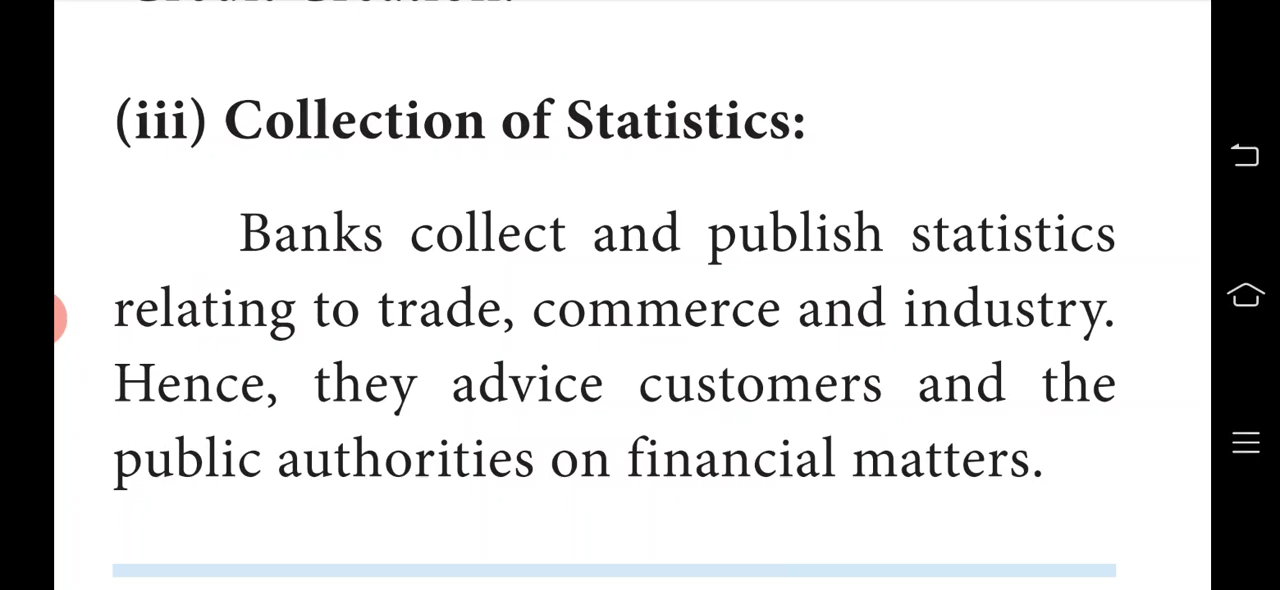 (iii) Collection of Statistics:
Banks collect and publish statistics
relating to trade, commerce and industry.
Hence, they advice customers and the
public authorities on financial matters.